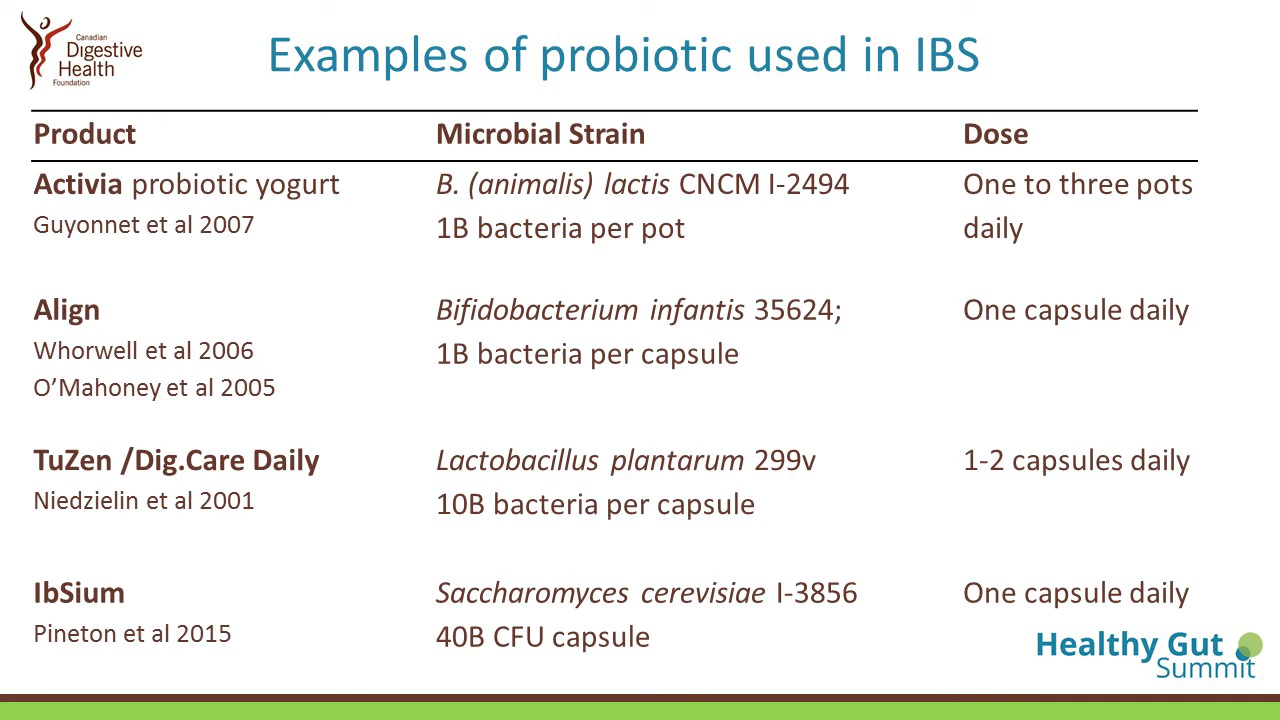 Canadian
Digestive
Health
Foundation
Examples of probiotic used in IBS
Product Microbial Strain Dose
Activia probiotic yogurt B. (animalis) lactis CNCM I-2494 One to three pots
Guyonnet et al 2007 1B bacteria per pot daily
Align Bifidobacterium infantis 35624; One capsule daily
Whorwell et al 2006 1B bacteria per capsule
O’Mahoney et al 2005
TuZen /Dig.Care Daily Lactobacillus plantarum 299v 1-2 capsules daily
Niedzielin et al 2001 10B bacteria per capsule
IbSium Saccharomyces cerevisiae I-3856 One capsule daily
Pineton et al 2015 40B CFU capsule
Healthy Gut
Summit